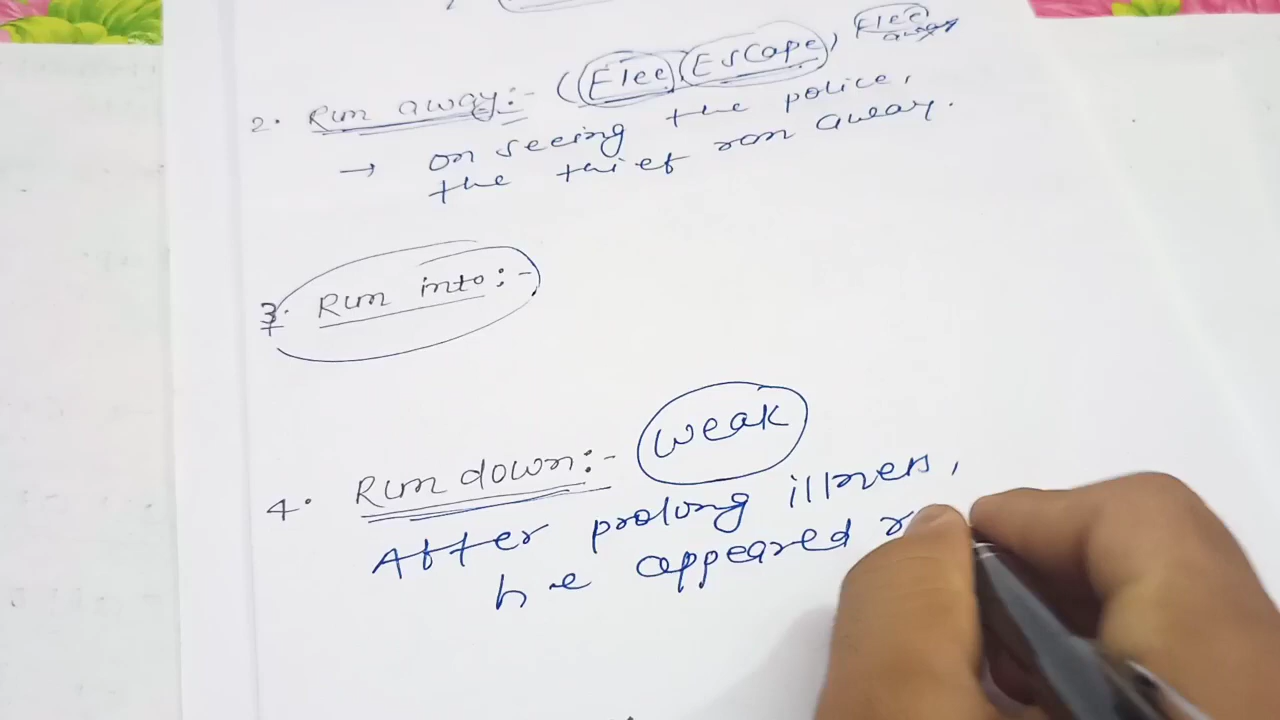 2. Run away:- (Flee, Escape) Flee away
→ on seeing the police,
the thief ran away.
3. Run into:-
4. Run down:- weak
After prolong illness,
he appeared r